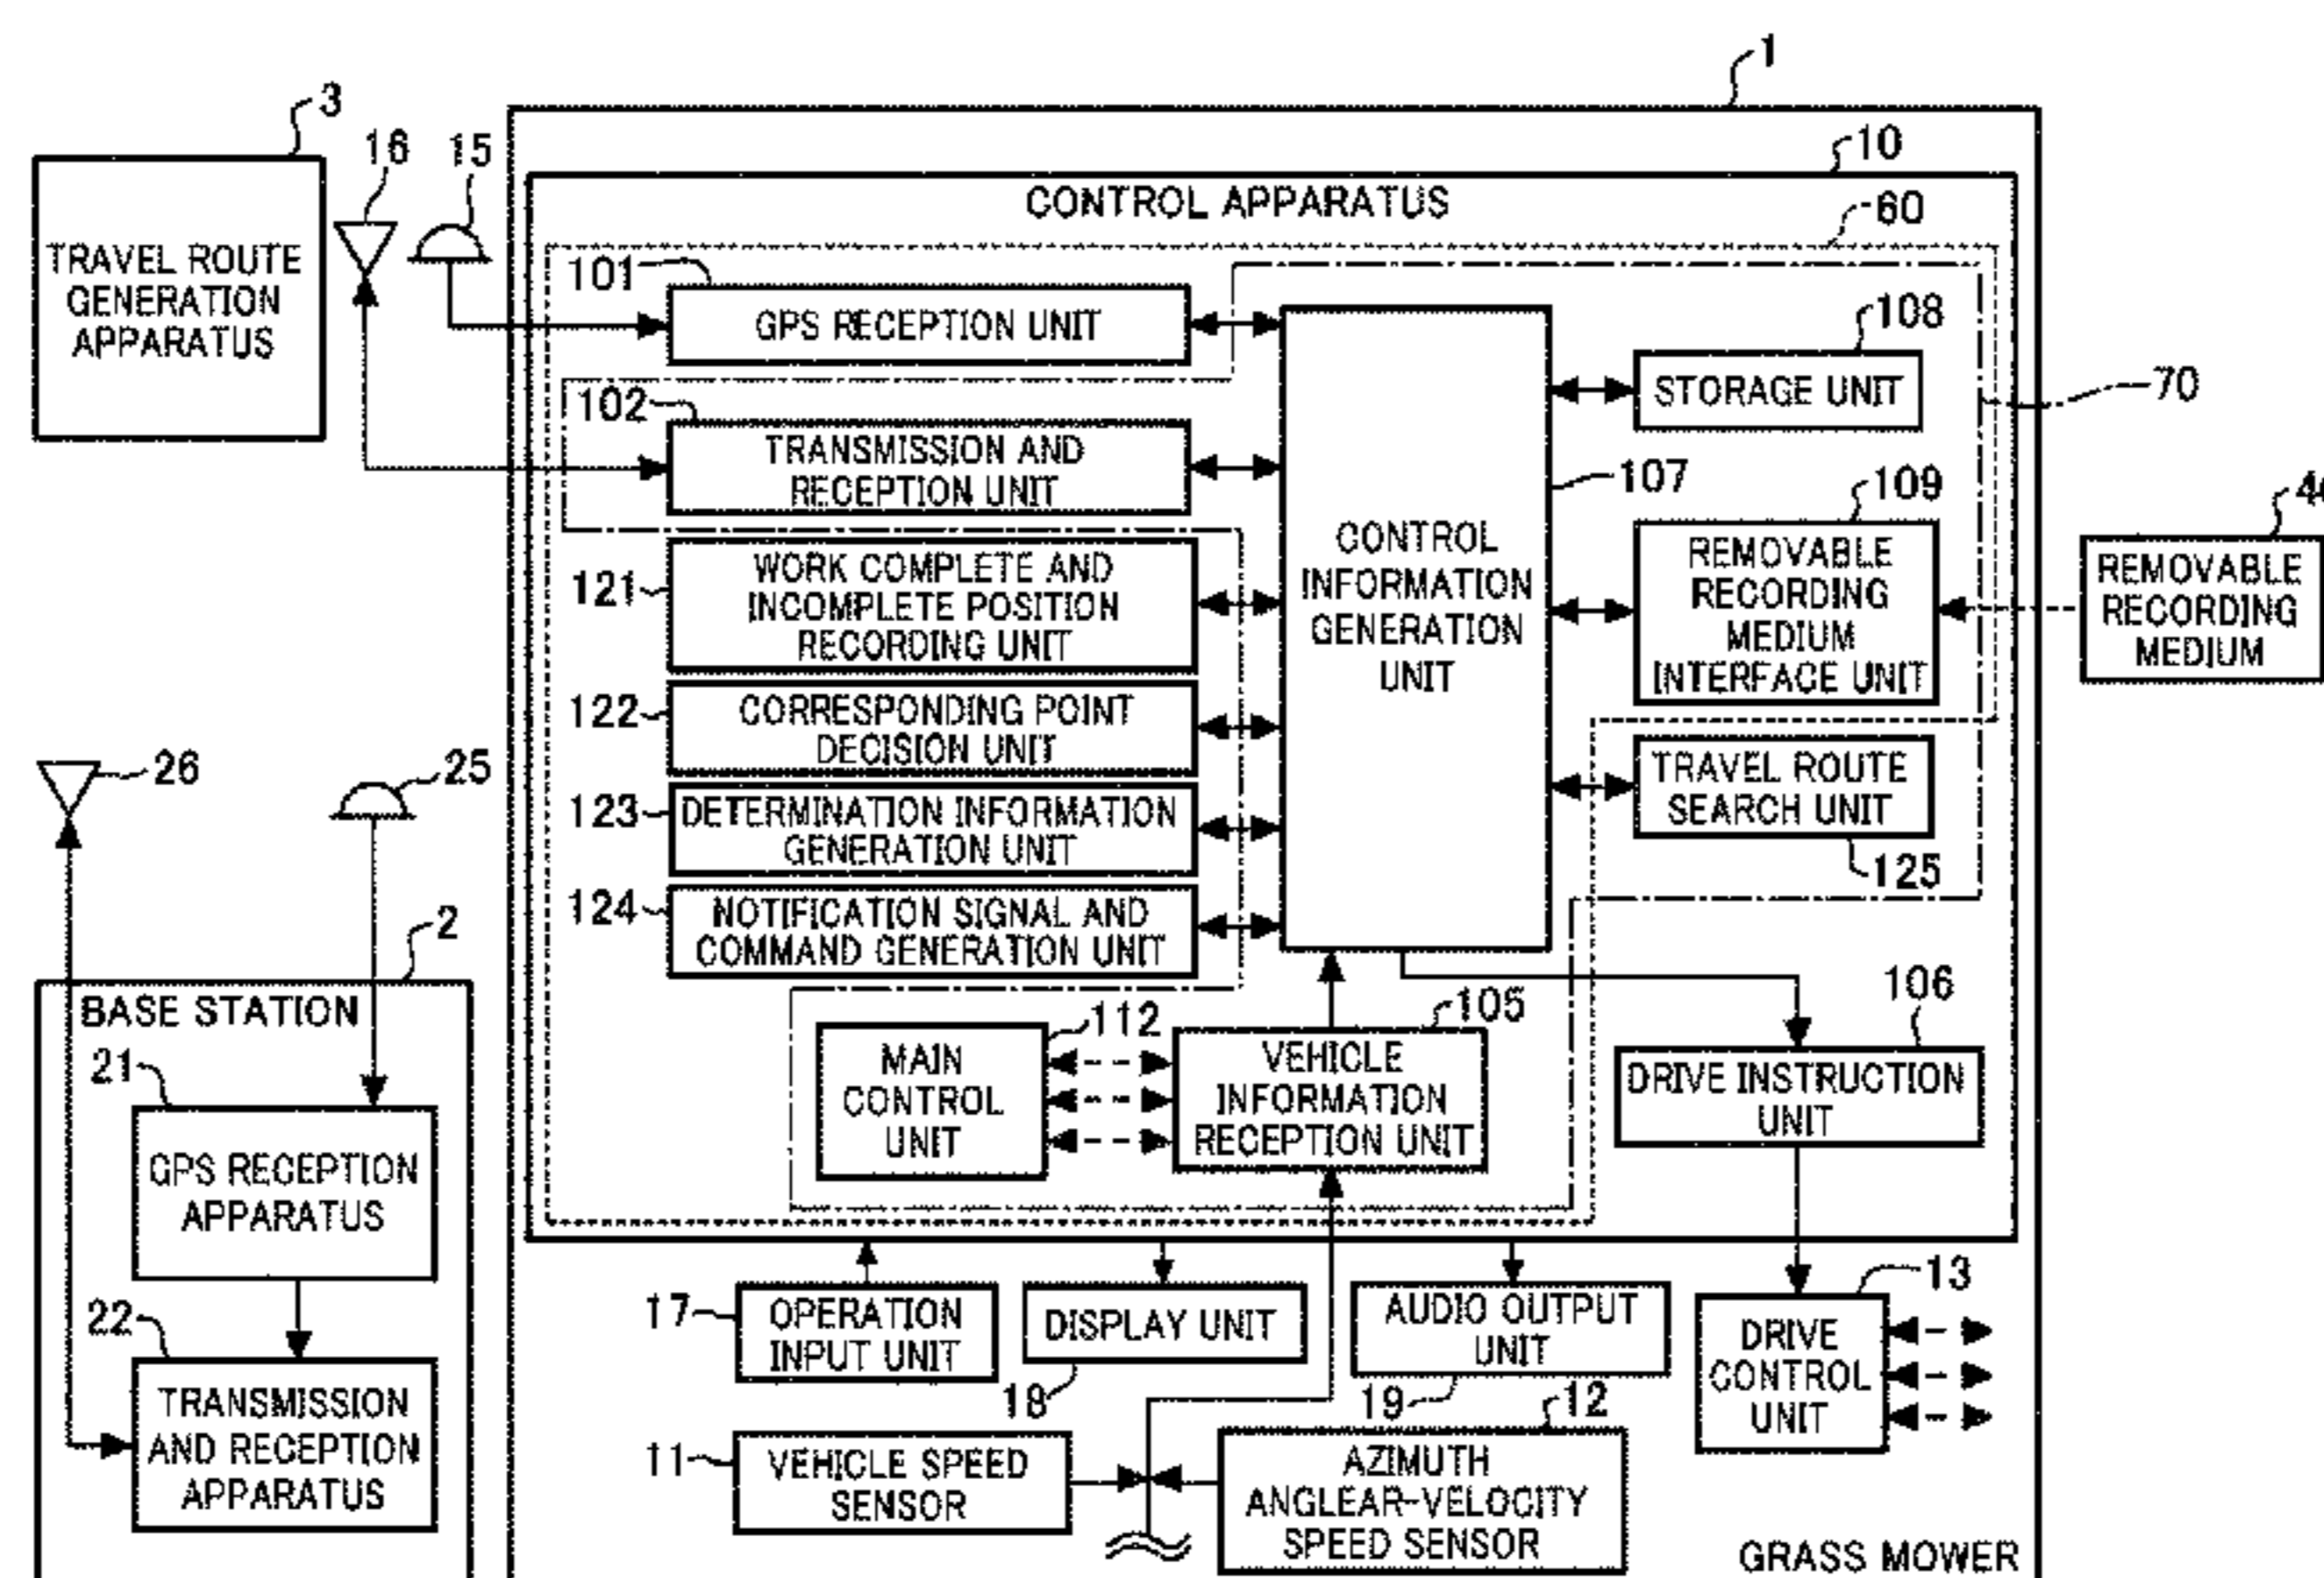 1
3
16
15
10
CONTROL APPARATUS
60
TRAVEL ROUTE
GENERATION
APPARATUS
101
GPS RECEPTION UNIT
108
STORAGE UNIT
70
102
TRANSMISSION AND
RECEPTION UNIT
107
CONTROL
INFORMATION
GENERATION
UNIT
109
REMOVABLE
RECORDING
MEDIUM
INTERFACE UNIT
REMOVABLE
RECORDING
MEDIUM
121
WORK COMPLETE AND
INCOMPLETE POSITION
RECORDING UNIT
122
CORRESPONDING POINT
DECISION UNIT
TRAVEL ROUTE
SEARCH UNIT
125
26
25
123
DETERMINATION INFORMATION
GENERATION UNIT
124
NOTIFICATION SIGNAL AND
COMMAND GENERATION UNIT
2
BASE STATION
112
MAIN
CONTROL
UNIT
105
VEHICLE
INFORMATION
RECEPTION UNIT
106
DRIVE INSTRUCTION
UNIT
21
GPS RECEPTION
APPARATUS
22
TRANSMISSION
AND RECEPTION
APPARATUS
17
OPERATION
INPUT UNIT
DISPLAY UNIT
18
AUDIO OUTPUT
UNIT
19
13
DRIVE
CONTROL
UNIT
11
VEHICLE SPEED
SENSOR
12
AZIMUTH
ANGLEAR-VELOCITY
SPEED SENSOR
GRASS MOWER